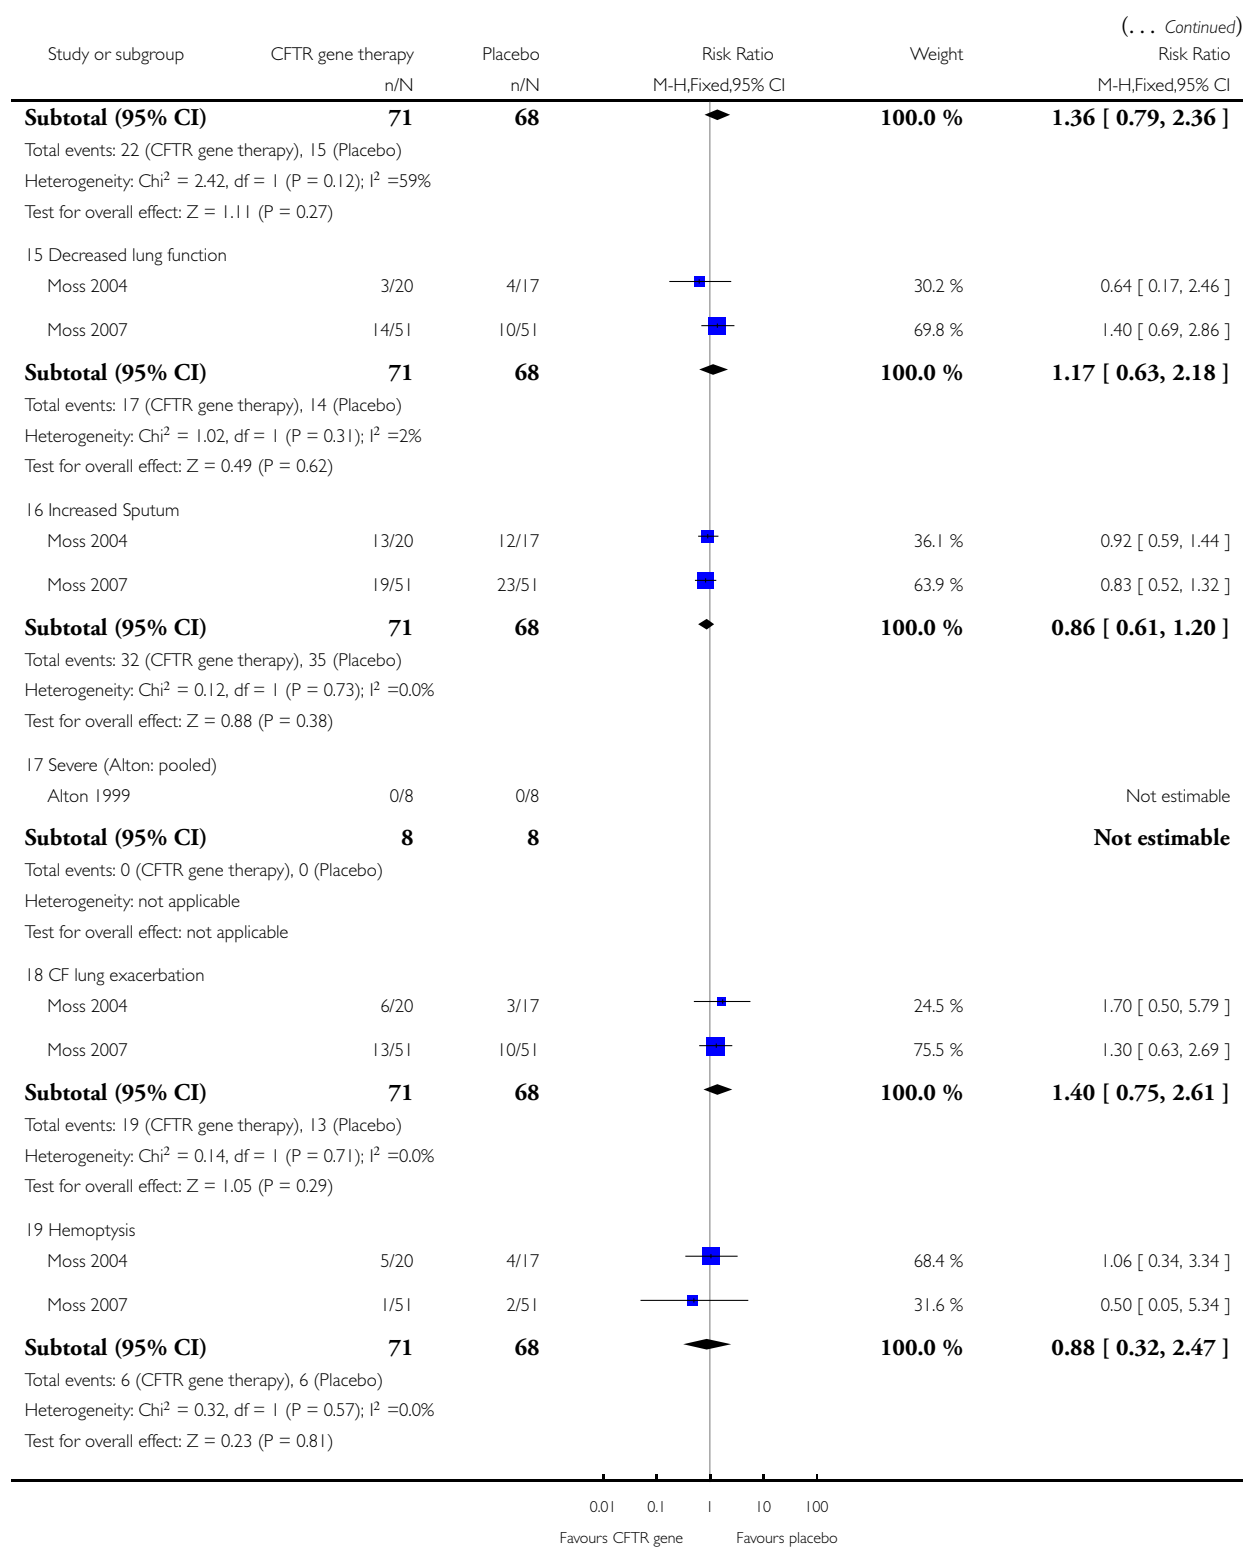 (... Continued)
Study or subgroup CFTR gene therapy Placebo Risk Ratio Weight Risk Ratio
n/N n/N M-H,Fixed,95% CI M-H,Fixed,95% CI
Subtotal (95% CI) 71 68 100.0 % 1.36 [ 0.79, 2.36 ]
Total events: 22 (CFTR gene therapy), 15 (Placebo)
Heterogeneity: Chi² = 2.42, df = 1 (P = 0.12); I² =59%
Test for overall effect: Z = 1.11 (P = 0.27)
15 Decreased lung function
Moss 2004 3/20 4/17 30.2 % 0.64 [ 0.17, 2.46 ]
Moss 2007 14/51 10/51 69.8 % 1.40 [ 0.69, 2.86 ]
Subtotal (95% CI) 71 68 100.0 % 1.17 [ 0.63, 2.18 ]
Total events: 17 (CFTR gene therapy), 14 (Placebo)
Heterogeneity: Chi² = 1.02, df = 1 (P = 0.31); I² =2%
Test for overall effect: Z = 0.49 (P = 0.62)
16 Increased Sputum
Moss 2004 13/20 12/17 36.1 % 0.92 [ 0.59, 1.44 ]
Moss 2007 19/51 23/51 63.9 % 0.83 [ 0.52, 1.32 ]
Subtotal (95% CI) 71 68 100.0 % 0.86 [ 0.61, 1.20 ]
Total events: 32 (CFTR gene therapy), 35 (Placebo)
Heterogeneity: Chi² = 0.12, df = 1 (P = 0.73); I² =0.0%
Test for overall effect: Z = 0.88 (P = 0.38)
17 Severe (Alton: pooled)
Alton 1999 0/8 0/8 Not estimable
Subtotal (95% CI) 8 8 Not estimable
Total events: 0 (CFTR gene therapy), 0 (Placebo)
Heterogeneity: not applicable
Test for overall effect: not applicable
18 CF lung exacerbation
Moss 2004 6/20 3/17 24.5 % 1.70 [ 0.50, 5.79 ]
Moss 2007 13/51 10/51 75.5 % 1.30 [ 0.63, 2.69 ]
Subtotal (95% CI) 71 68 100.0 % 1.40 [ 0.75, 2.61 ]
Total events: 19 (CFTR gene therapy), 13 (Placebo)
Heterogeneity: Chi² = 0.14, df = 1 (P = 0.71); I² =0.0%
Test for overall effect: Z = 1.05 (P = 0.29)
19 Hemoptysis
Moss 2004 5/20 4/17 68.4 % 1.06 [ 0.34, 3.34 ]
Moss 2007 1/51 2/51 31.6 % 0.50 [ 0.05, 5.34 ]
Subtotal (95% CI) 71 68 100.0 % 0.88 [ 0.32, 2.47 ]
Total events: 6 (CFTR gene therapy), 6 (Placebo)
Heterogeneity: Chi² = 0.32, df = 1 (P = 0.57); I² =0.0%
Test for overall effect: Z = 0.23 (P = 0.81)
0.01 0.1 1 10 100
Favours CFTR gene Favours placebo